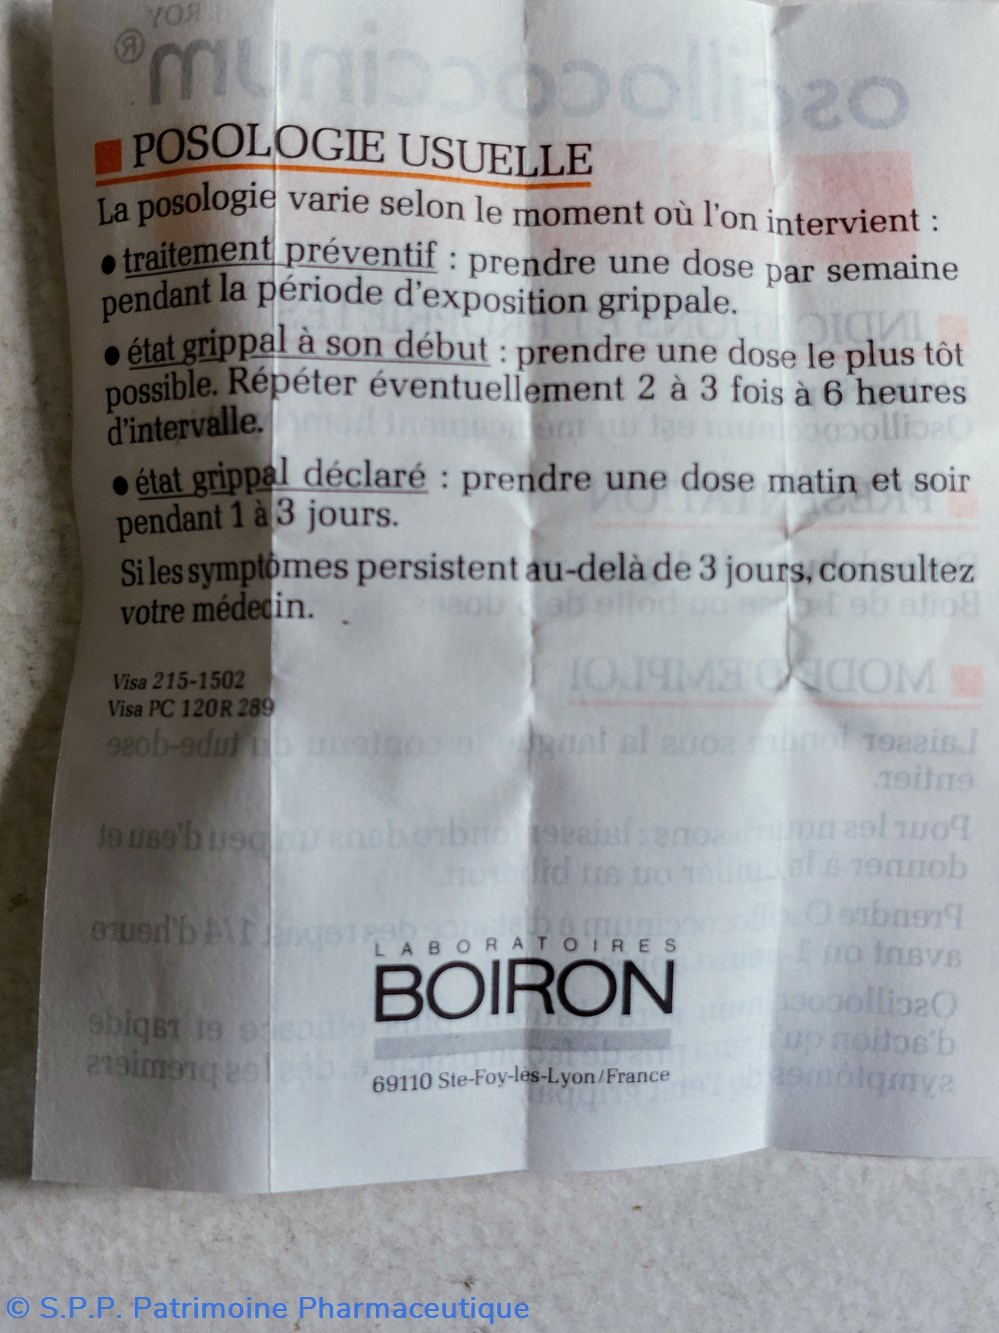 POSOLOGIE USUELLE
La posologie varie selon le moment où l'on intervient :
● traitement préventif : prendre une dose par semaine
pendant la période d'exposition grippale.
● état grippal à son début : prendre une dose le plus tôt
possible. Répéter éventuellement 2 à 3 fois à 6 heures
d'intervalle.
● état grippal déclaré : prendre une dose matin et soir
pendant 1 à 3 jours.
Si les symptômes persistent au-delà de 3 jours, consultez
votre médecin.
Visa 215-1502
Visa PC 120 R 289
LABORATOIRES
BOIRON
69110 Ste-Foy-lès-Lyon/France
© S.P.P. Patrimoine Pharmaceutique